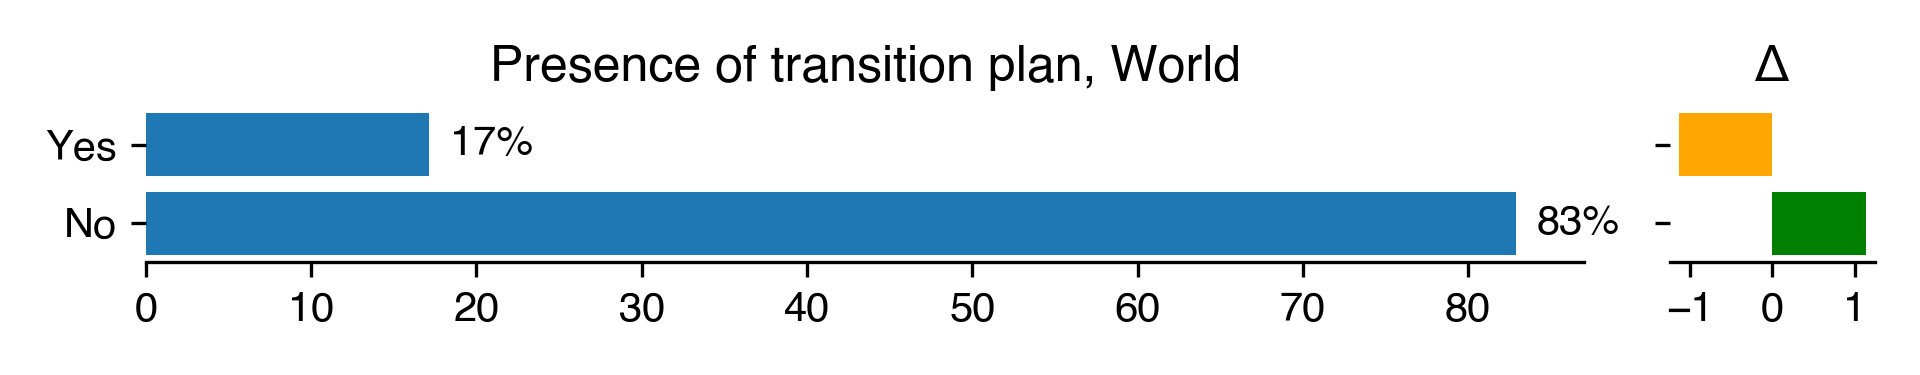 Presence of transition plan, World
Δ
Yes
17%
No
83%
0 10 20 30 40 50 60 70 80
−1 0 1